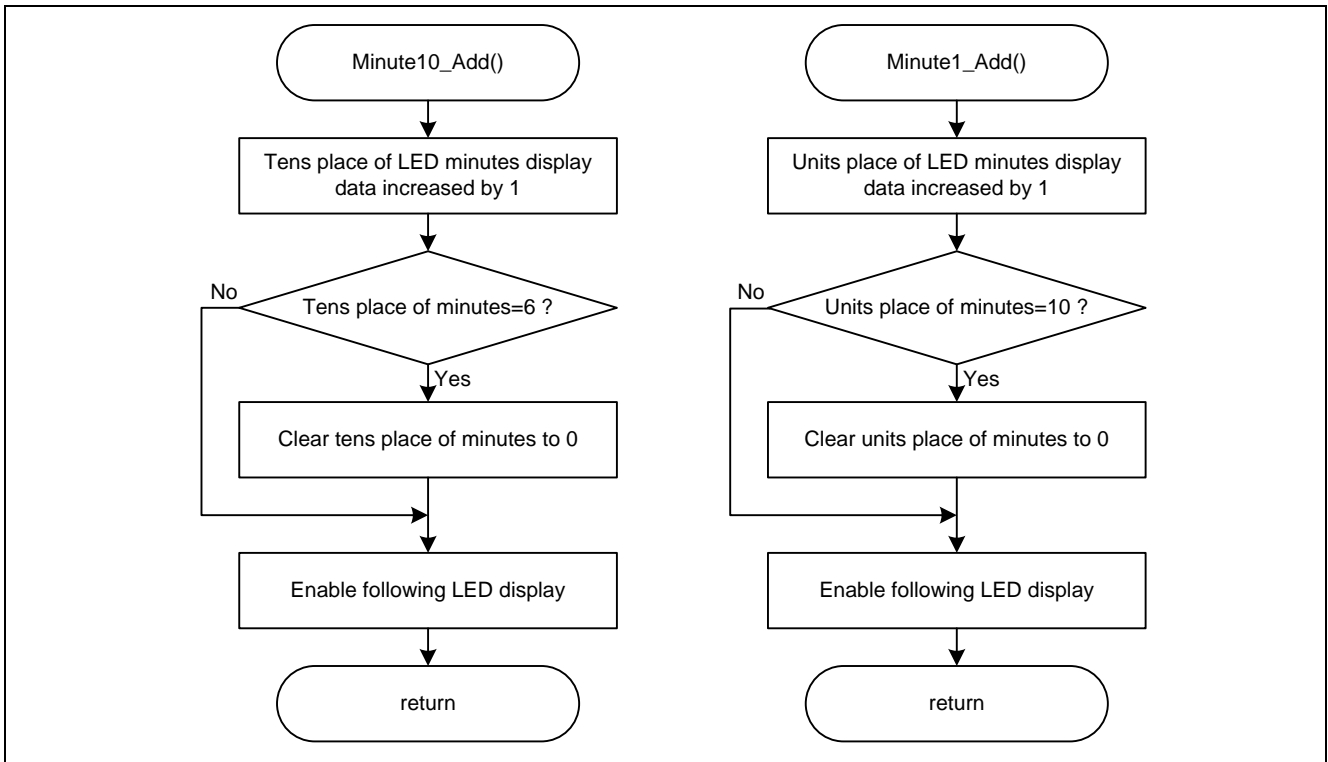 Minute10_Add()
Tens place of LED minutes display
data increased by 1
Tens place of minutes=6 ?
No
Yes
Clear tens place of minutes to 0
Enable following LED display
return
Minute1_Add()
Units place of LED minutes display
data increased by 1
Units place of minutes=10 ?
No
Yes
Clear units place of minutes to 0
Enable following LED display
return